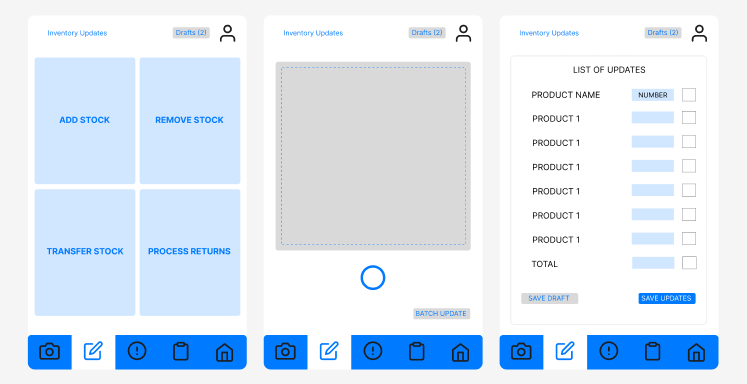 Inventory Updates
Drafts (2)
ADD STOCK
REMOVE STOCK
TRANSFER STOCK
PROCESS RETURNS
Inventory Updates
Drafts (2)
BATCH UPDATE
Inventory Updates
Drafts (2)
LIST OF UPDATES
PRODUCT NAME NUMBER
PRODUCT 1
PRODUCT 1
PRODUCT 1
PRODUCT 1
PRODUCT 1
PRODUCT 1
TOTAL
SAVE DRAFT
SAVE UPDATES